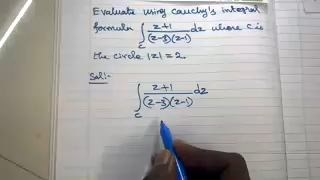 Evaluate using Cauchy's integral
formula ∫_C (z+1)/((z-3)(z-1)) dz where C is
the circle |z|=2.
Sol:-
∫_C (z+1)/((z-3)(z-1)) dz